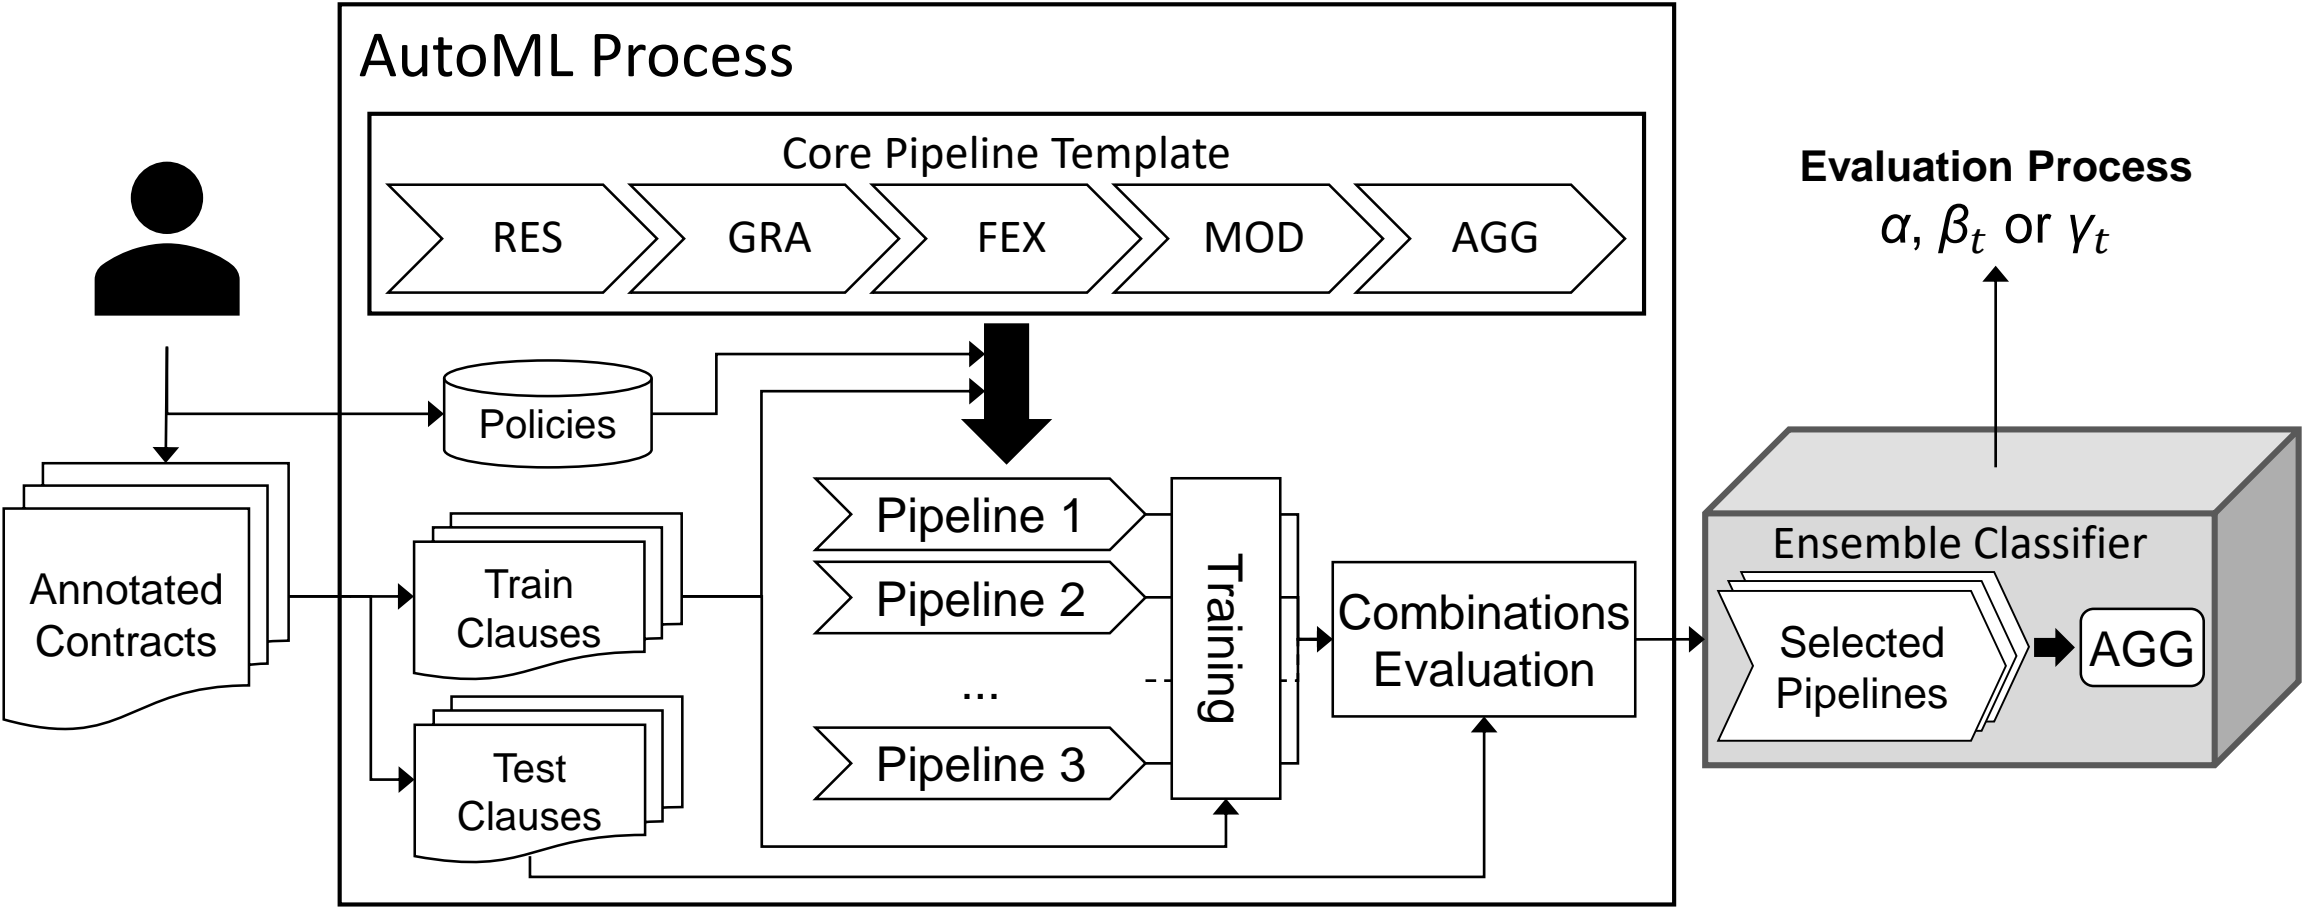 AutoML Process
Core Pipeline Template
RES
GRA
FEX
MOD
AGG
Evaluation Process
α, βt or γt
Policies
Annotated
Contracts
Train
Clauses
Test
Clauses
Pipeline 1
Pipeline 2
...
Pipeline 3
Training
Combinations
Evaluation
Ensemble Classifier
Selected
Pipelines
AGG